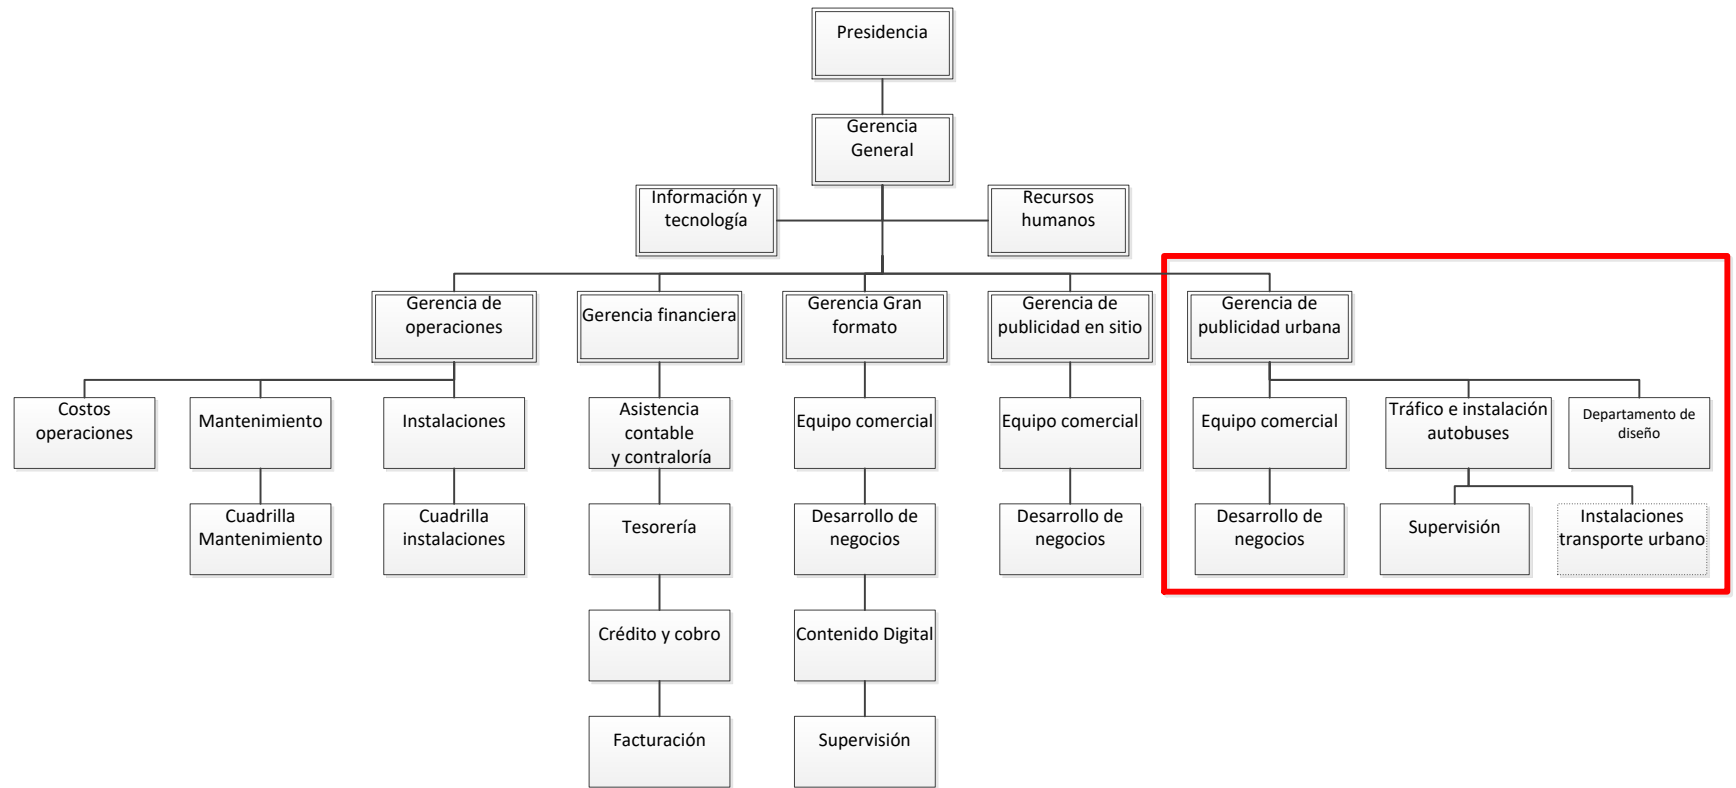 Presidencia
Gerencia
General
Información y
tecnología
Recursos
humanos
Gerencia de
operaciones
Gerencia financiera
Gerencia Gran
formato
Gerencia de
publicidad en sitio
Gerencia de
publicidad urbana
Costos
operaciones
Mantenimiento
Instalaciones
Asistencia
contable
y contraloría
Equipo comercial
Equipo comercial
Equipo comercial
Tráfico e instalación
autobuses
Departamento de
diseño
Cuadrilla
Mantenimiento
Cuadrilla
instalaciones
Tesorería
Desarrollo de
negocios
Desarrollo de
negocios
Desarrollo de
negocios
Supervisión
Instalaciones
transporte urbano
Crédito y cobro
Contenido Digital
Facturación
Supervisión